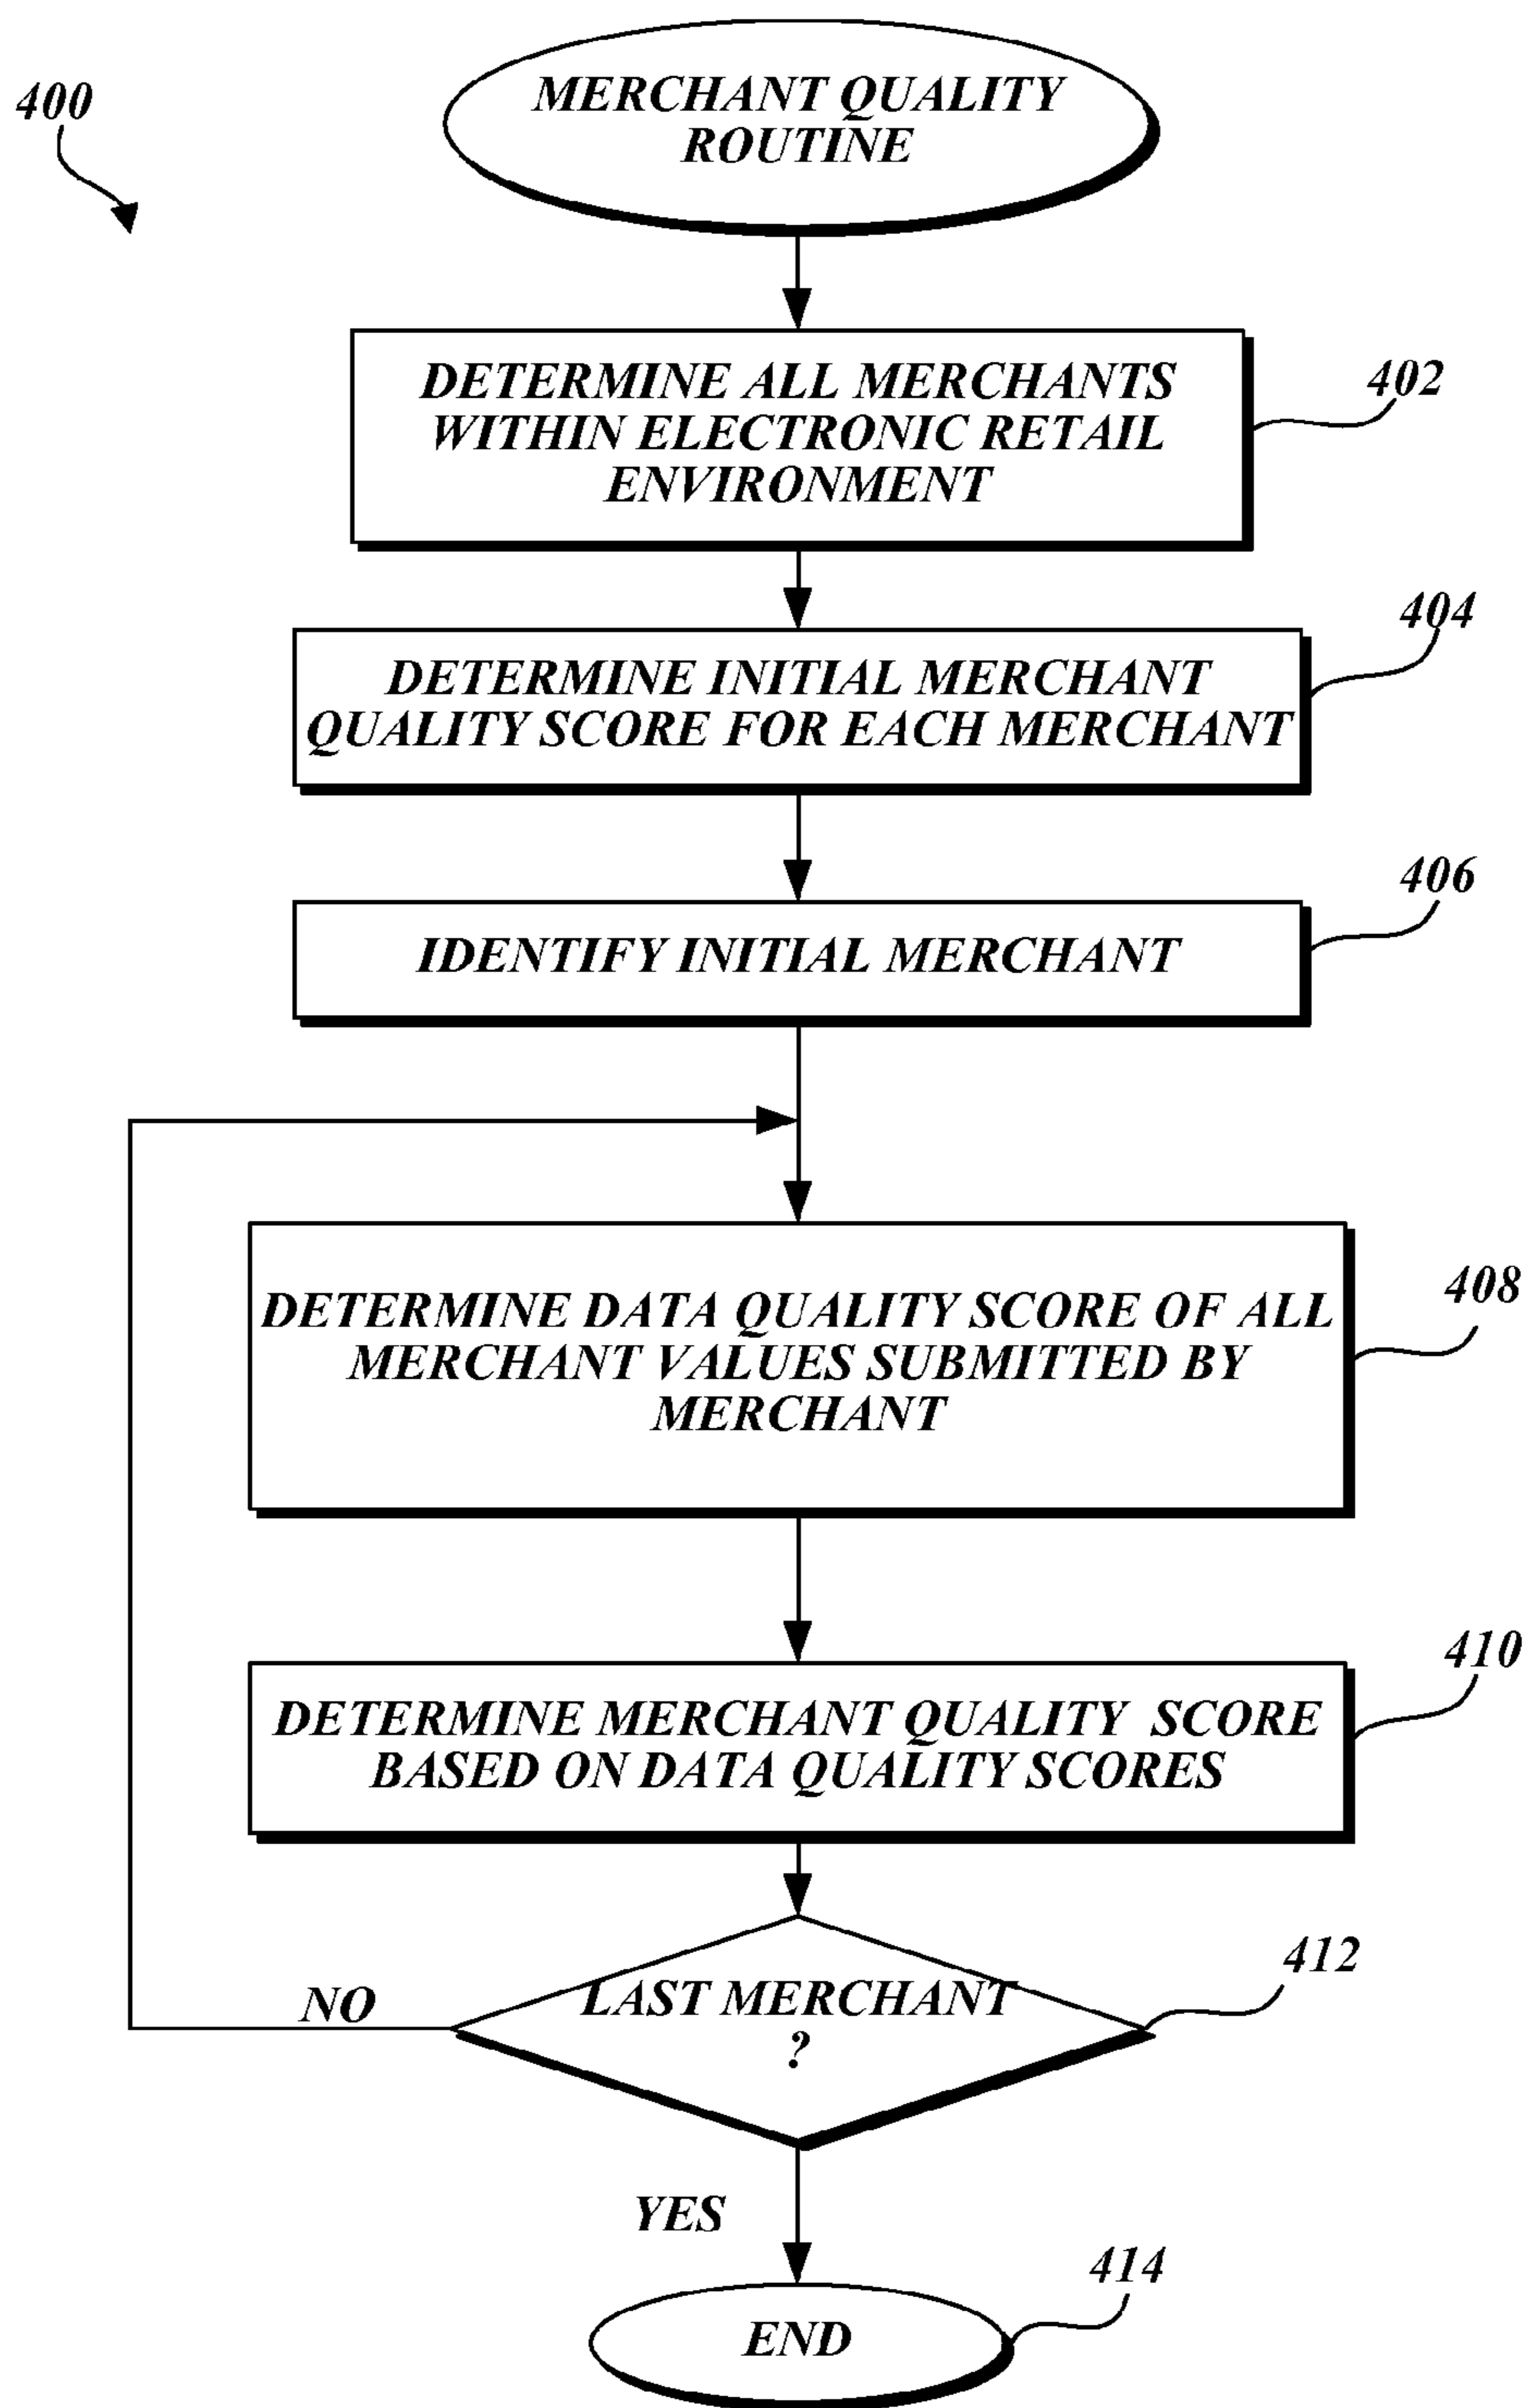 400
MERCHANT QUALITY
ROUTINE
DETERMINE ALL MERCHANTS
WITHIN ELECTRONIC RETAIL
ENVIRONMENT
402
DETERMINE INITIAL MERCHANT
QUALITY SCORE FOR EACH MERCHANT
404
IDENTIFY INITIAL MERCHANT
406
DETERMINE DATA QUALITY SCORE OF ALL
MERCHANT VALUES SUBMITTED BY
MERCHANT
408
DETERMINE MERCHANT QUALITY SCORE
BASED ON DATA QUALITY SCORES
410
LAST MERCHANT
?
412
NO
YES
END
414